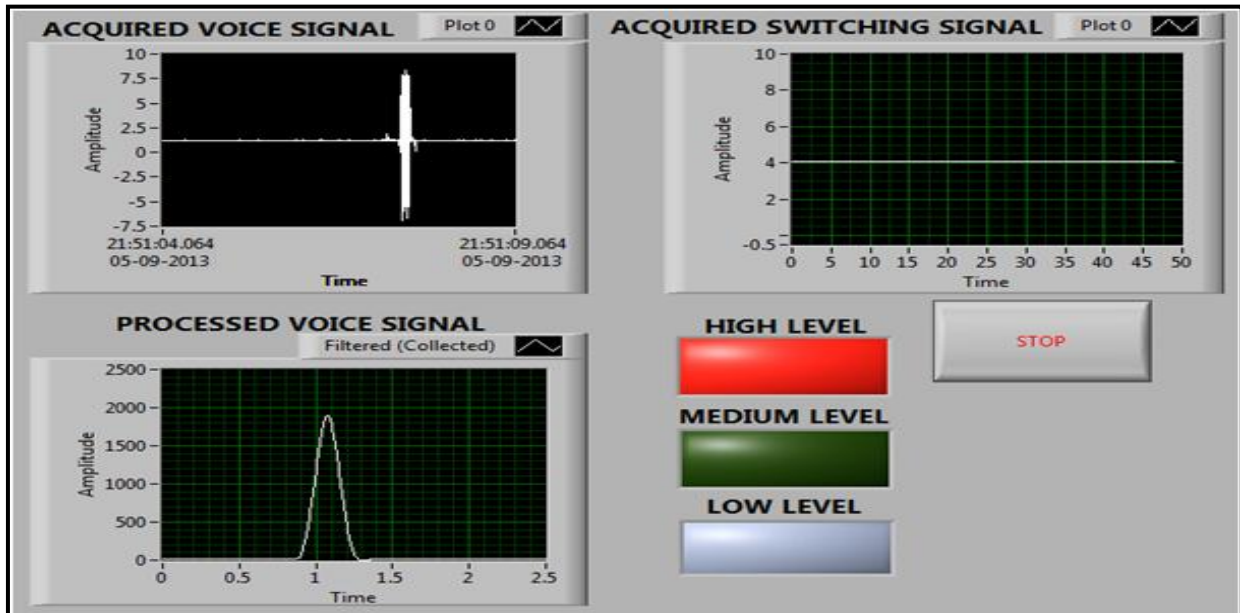 ACQUIRED VOICE SIGNAL
Plot 0
Amplitude
10
7.5
5
2.5
0
-2.5
-5
-7.5
21:51:04.064
05-09-2013
21:51:09.064
05-09-2013
Time
ACQUIRED SWITCHING SIGNAL
Plot 0
Amplitude
10
8
6
4
2
-0.5
0 5 10 15 20 25 30 35 40 45 50
Time
PROCESSED VOICE SIGNAL
Filtered (Collected)
Amplitude
2500
2000
1500
1000
500
0
0 0.5 1 1.5 2 2.5
Time
HIGH LEVEL
STOP
MEDIUM LEVEL
LOW LEVEL